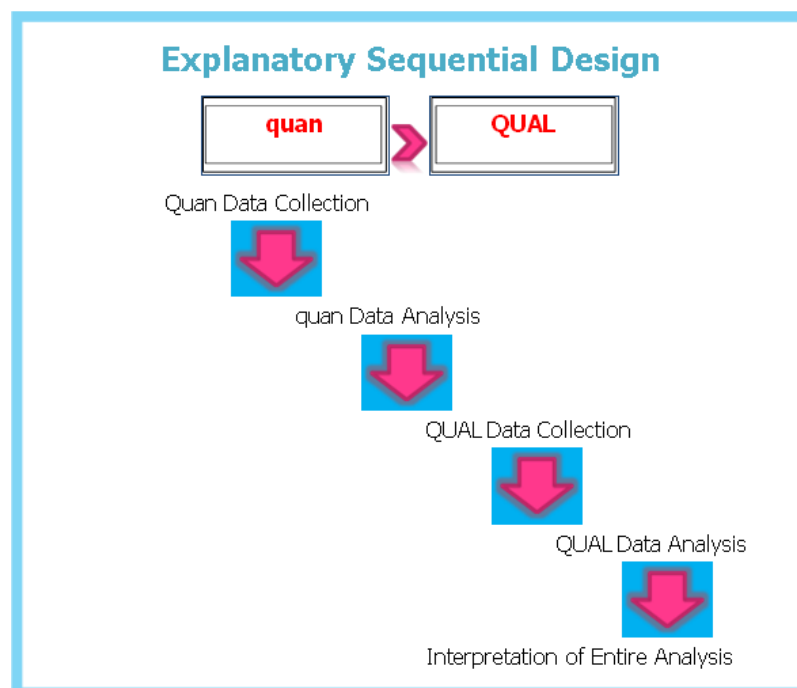 Explanatory Sequential Design
quan QUAL
Quan Data Collection
quan Data Analysis
QUAL Data Collection
QUAL Data Analysis
Interpretation of Entire Analysis